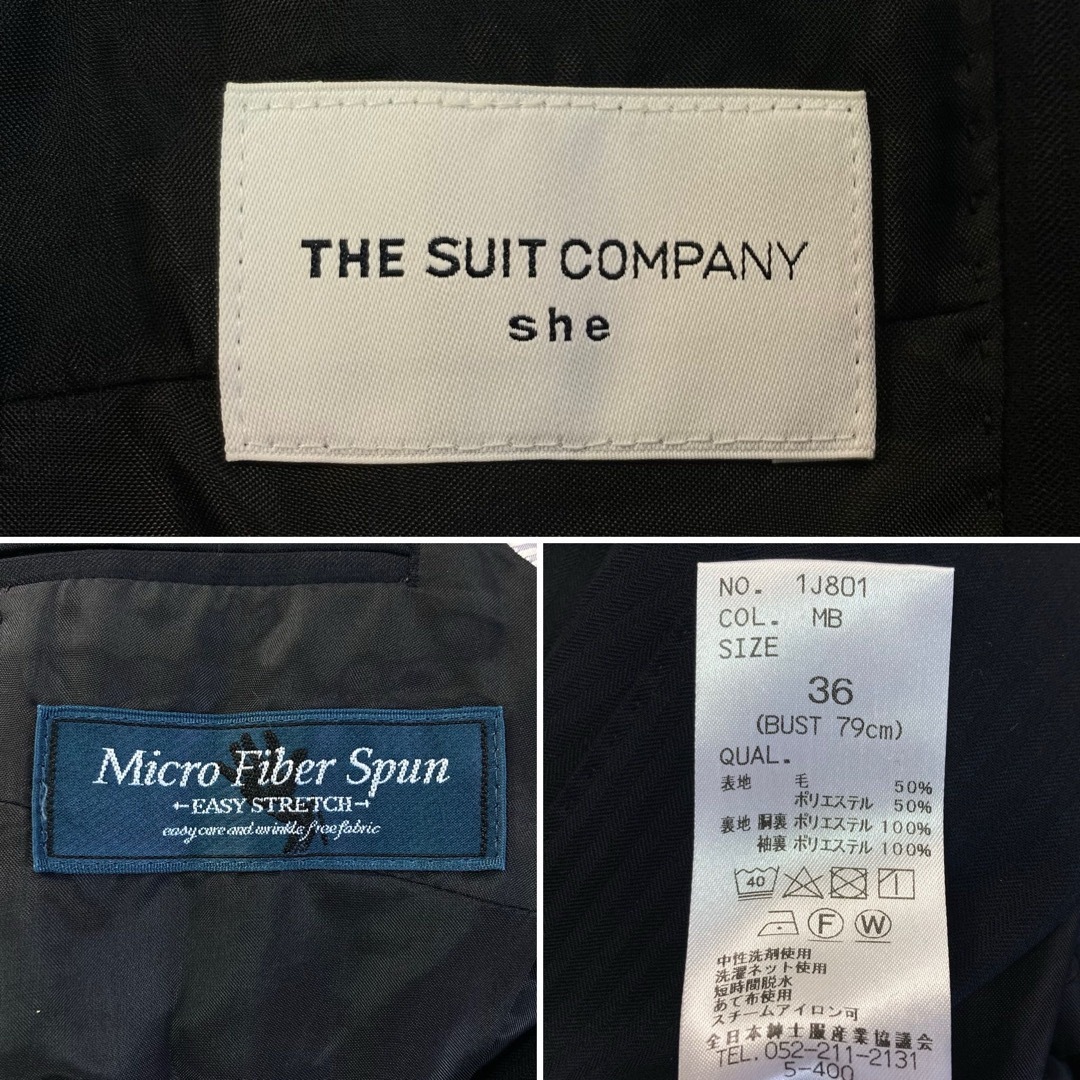 THE SUIT COMPANY
she
Micro Fiber Spun
EASY STRETCH
easy care and wrinkle free fabric
NO. 1J801
COL. MB
SIZE
36
(BUST 79cm)
QUAL.
表地 毛 50%
ポリエステル 50%
裏地 胴裏 ポリエステル 100%
袖裏 ポリエステル 100%
40
F W
中性洗剤使用
洗濯ネット使用
短時間脱水
あて布使用
スチームアイロン可
全日本紳士服産業協議会
TEL. 052-211-2131
5-400